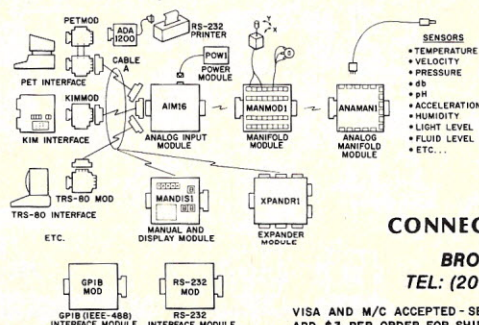 PETMOD
ADA
1200
RS-232
PRINTER
CABLE
A
POW1
POWER
MODULE
Y
X
SENSORS
• TEMPERATURE
• VELOCITY
• PRESSURE
• db
• pH
• ACCELERATION
• HUMIDITY
• LIGHT LEVEL
• FLUID LEVEL
• ETC...
PET INTERFACE
KIMMOD
KIM INTERFACE
AIM16
ANALOG INPUT
MODULE
MANMOD1
MANIFOLD
MODULE
ANAMAN1
ANALOG
MANIFOLD
MODULE
TRS-80 MOD
TRS-80 INTERFACE
ETC.
MANDIS1
MANUAL AND
DISPLAY MODULE
XPANDR1
EXPANDER
MODULE
GPIB
MOD
GPIB (IEEE-488)
INTERFACE MODULE
RS-232
MOD
RS-232
INTERFACE MODULE
CONNEC
BRO
TEL: (20
VISA AND M/C ACCEPTED - SE
ADD $3 PER ORDER FOR SHI